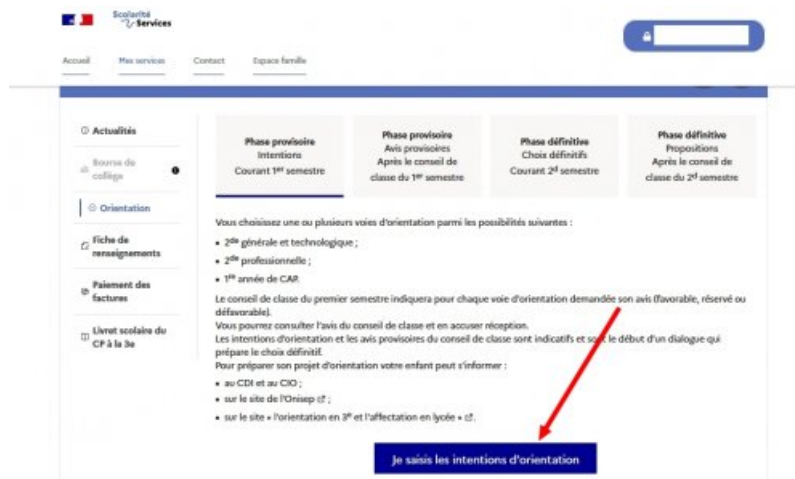 Scolarité
Services
Accueil
Mes services
Contact
Espace famille
Actualités
Bourse de
collège
Orientation
Fiche de
renseignements
Paiement des
factures
Livret scolaire du
CP à la 3e
Phase provisoire
Intentions
Courant 1er semestre
Phase provisoire
Avis provisoires
Après le conseil de
classe du 1er semestre
Phase définitive
Choix définitifs
Courant 2d semestre
Phase définitive
Propositions
Après le conseil de
classe du 2d semestre
Vous choisissez une ou plusieurs voies d'orientation parmi les possibilités suivantes :
• 2de générale et technologique ;
• 2de professionnelle ;
• 1re année de CAP.
Le conseil de classe du premier semestre indiquera pour chaque voie d'orientation demandée son avis (favorable, réservé ou
défavorable).
Vous pourrez consulter l'avis du conseil de classe et en accuser réception.
Les intentions d'orientation et les avis provisoires du conseil de classe sont indicatifs et sont le début d'un dialogue qui
prépare le choix définitif.
Pour préparer son projet d'orientation votre enfant peut s'informer :
• au CDI et au CIO ;
• sur le site de l'Onisep ;
• sur le site « l'orientation en 3e et l'affectation en lycée » .
Je saisis les intentions d'orientation